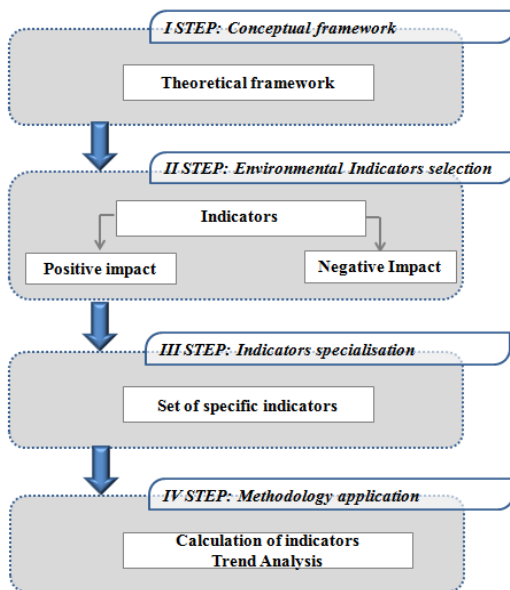 I STEP: Conceptual framework
Theoretical framework
II STEP: Environmental Indicators selection
Indicators
Positive impact
Negative Impact
III STEP: Indicators specialisation
Set of specific indicators
IV STEP: Methodology application
Calculation of indicators
Trend Analysis